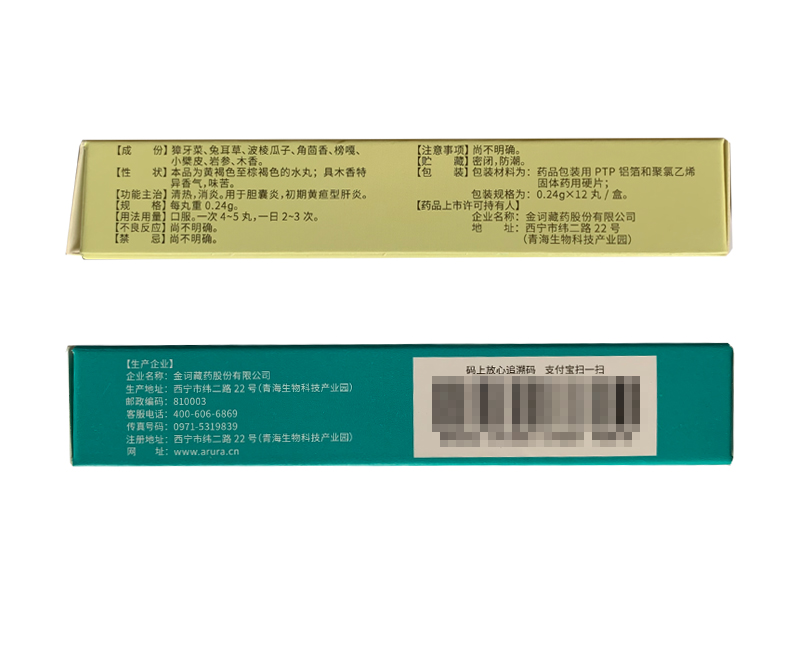 【成　份】獐牙菜、兔耳草、波棱瓜子、角茴香、榜嘎、
小檗皮、岩参、木香。
【性　状】本品为黄褐色至棕褐色的水丸；具木香特
异香气，味苦。
【功能主治】清热，消炎。用于胆囊炎，初期黄疸型肝炎。
【规　格】每丸重 0.24g。
【用法用量】口服。一次 4~5 丸，一日 2~3 次。
【不良反应】尚不明确。
【禁　忌】尚不明确。
【注意事项】尚不明确。
【贮　藏】密闭，防潮。
【包　装】包装材料为：药品包装用 PTP 铝箔和聚氯乙烯
固体药用硬片；
包装规格为：0.24g×12 丸 / 盒。
【药品上市许可持有人】
企业名称：金诃藏药股份有限公司
地　址：西宁市纬二路 22 号
（青海生物科技产业园）
【生产企业】
企业名称：金诃藏药股份有限公司
生产地址：西宁市纬二路 22 号（青海生物科技产业园）
邮政编码：810003
客服电话：400-606-6869
传真号码：0971-5319839
注册地址：西宁市纬二路 22 号（青海生物科技产业园）
网　址：www.arura.cn
码上放心追溯码　支付宝扫一扫